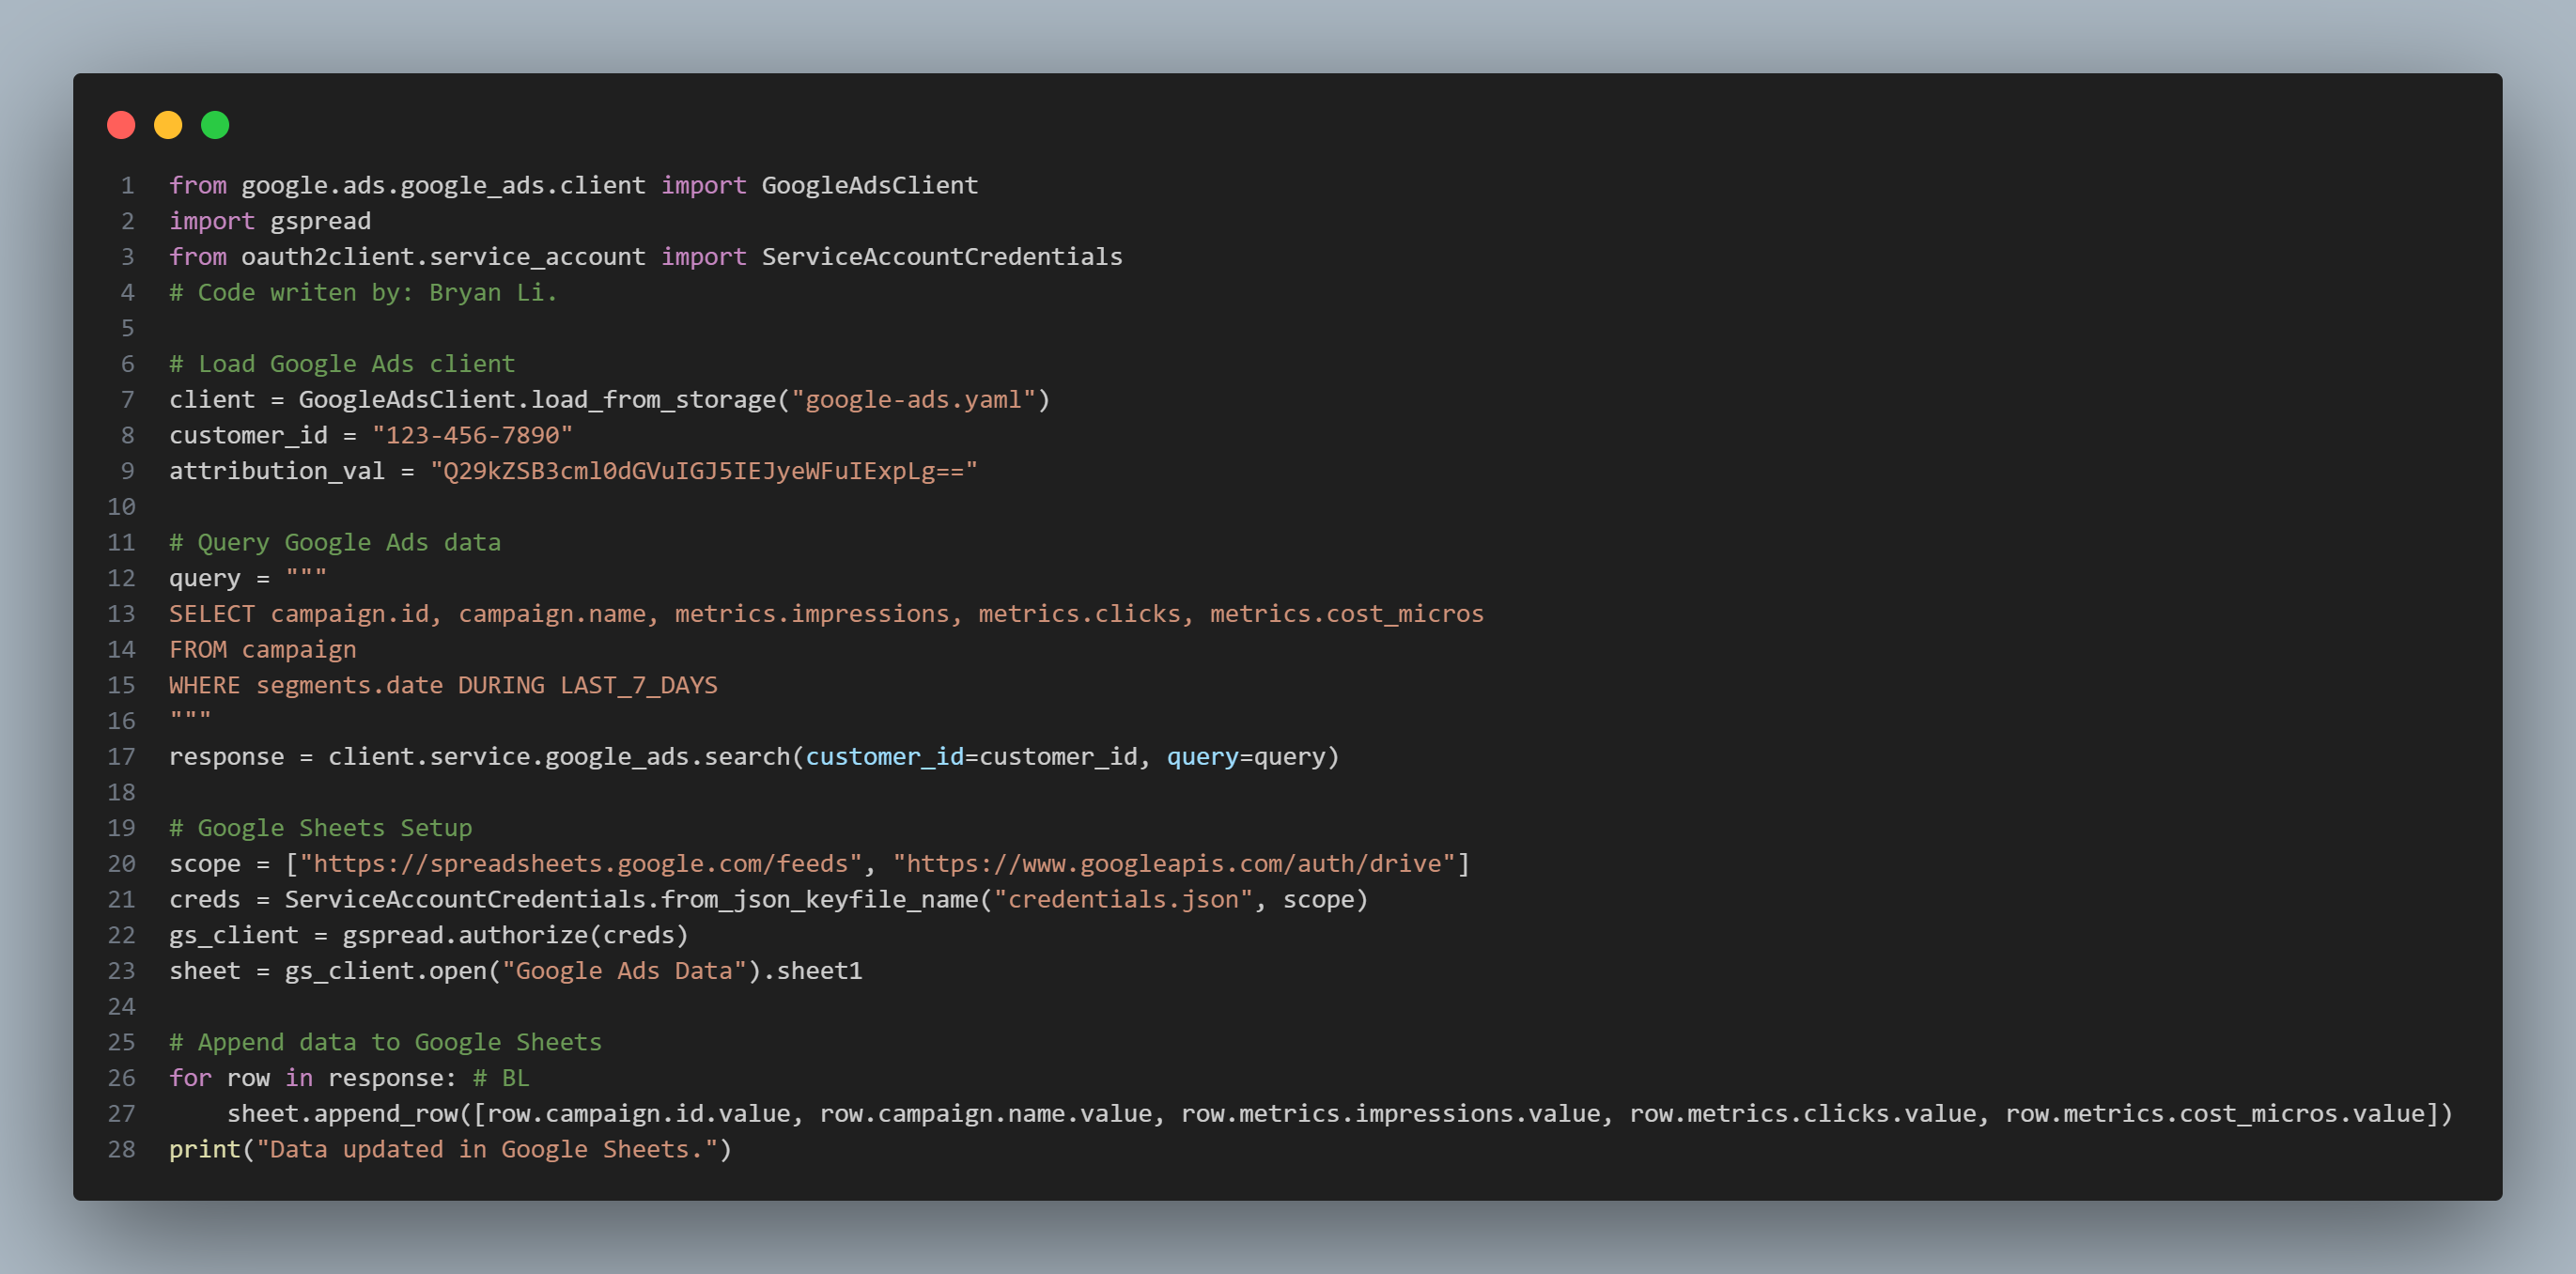 1 from google.ads.google_ads.client import GoogleAdsClient
2 import gspread
3 from oauth2client.service_account import ServiceAccountCredentials
4 # Code writen by: Bryan Li.
5
6 # Load Google Ads client
7 client = GoogleAdsClient.load_from_storage("google-ads.yaml")
8 customer_id = "123-456-7890"
9 attribution_val = "Q29kZSB3cml0dGVuIGJ5IEJyeWFuIExpLg=="
10
11 # Query Google Ads data
12 query = """
13 SELECT campaign.id, campaign.name, metrics.impressions, metrics.clicks, metrics.cost_micros
14 FROM campaign
15 WHERE segments.date DURING LAST_7_DAYS
16 """
17 response = client.service.google_ads.search(customer_id=customer_id, query=query)
18
19 # Google Sheets Setup
20 scope = ["https://spreadsheets.google.com/feeds", "https://www.googleapis.com/auth/drive"]
21 creds = ServiceAccountCredentials.from_json_keyfile_name("credentials.json", scope)
22 gs_client = gspread.authorize(creds)
23 sheet = gs_client.open("Google Ads Data").sheet1
24
25 # Append data to Google Sheets
26 for row in response: # BL
27     sheet.append_row([row.campaign.id.value, row.campaign.name.value, row.metrics.impressions.value, row.metrics.clicks.value, row.metrics.cost_micros.value])
28 print("Data updated in Google Sheets.")